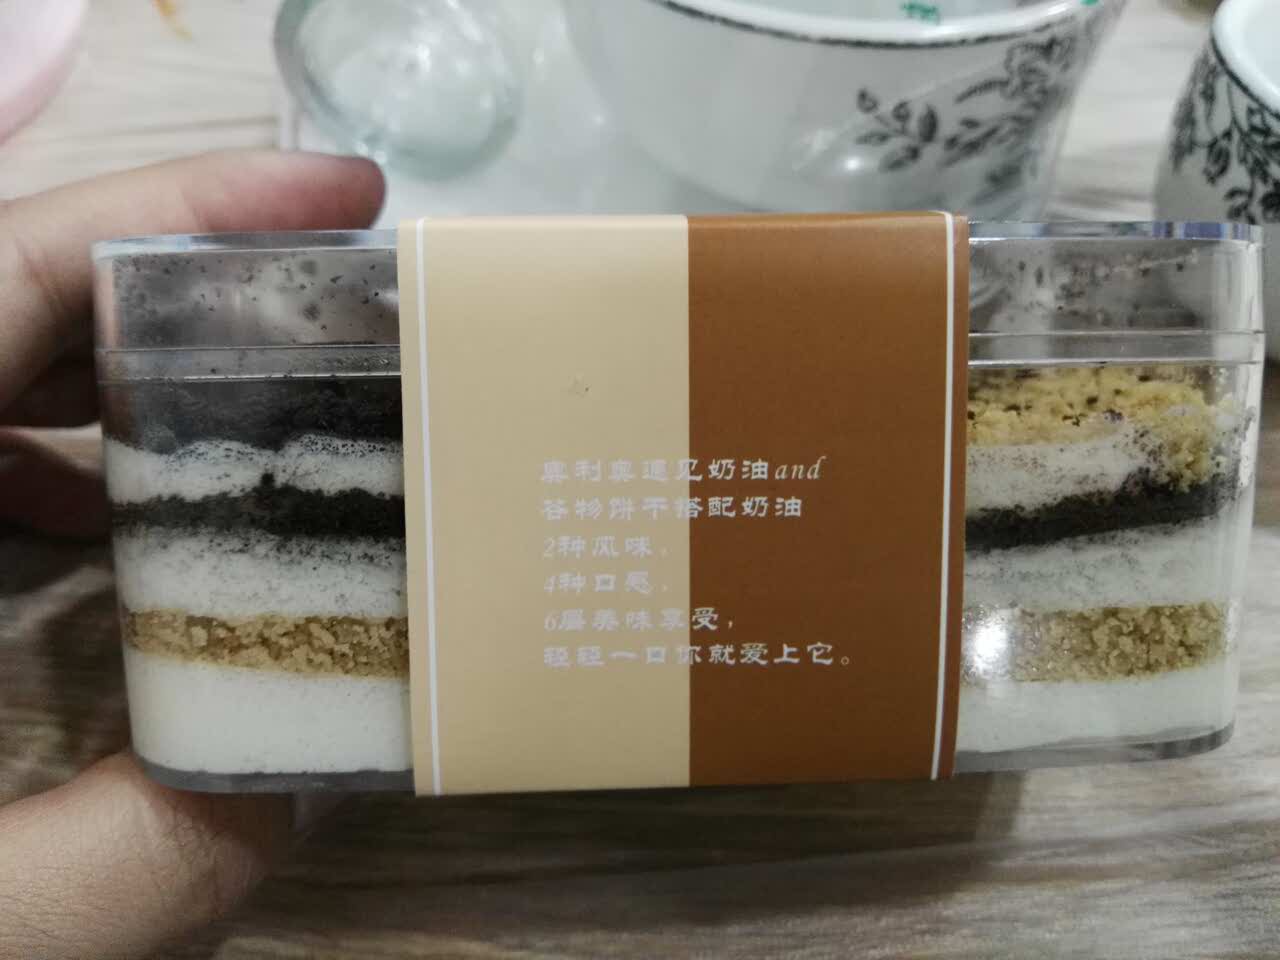 奥利奥遇见奶油and
谷物饼干搭配奶油
2种风味，
4种口感，
6层美味享受，
轻轻一口你就爱上它。